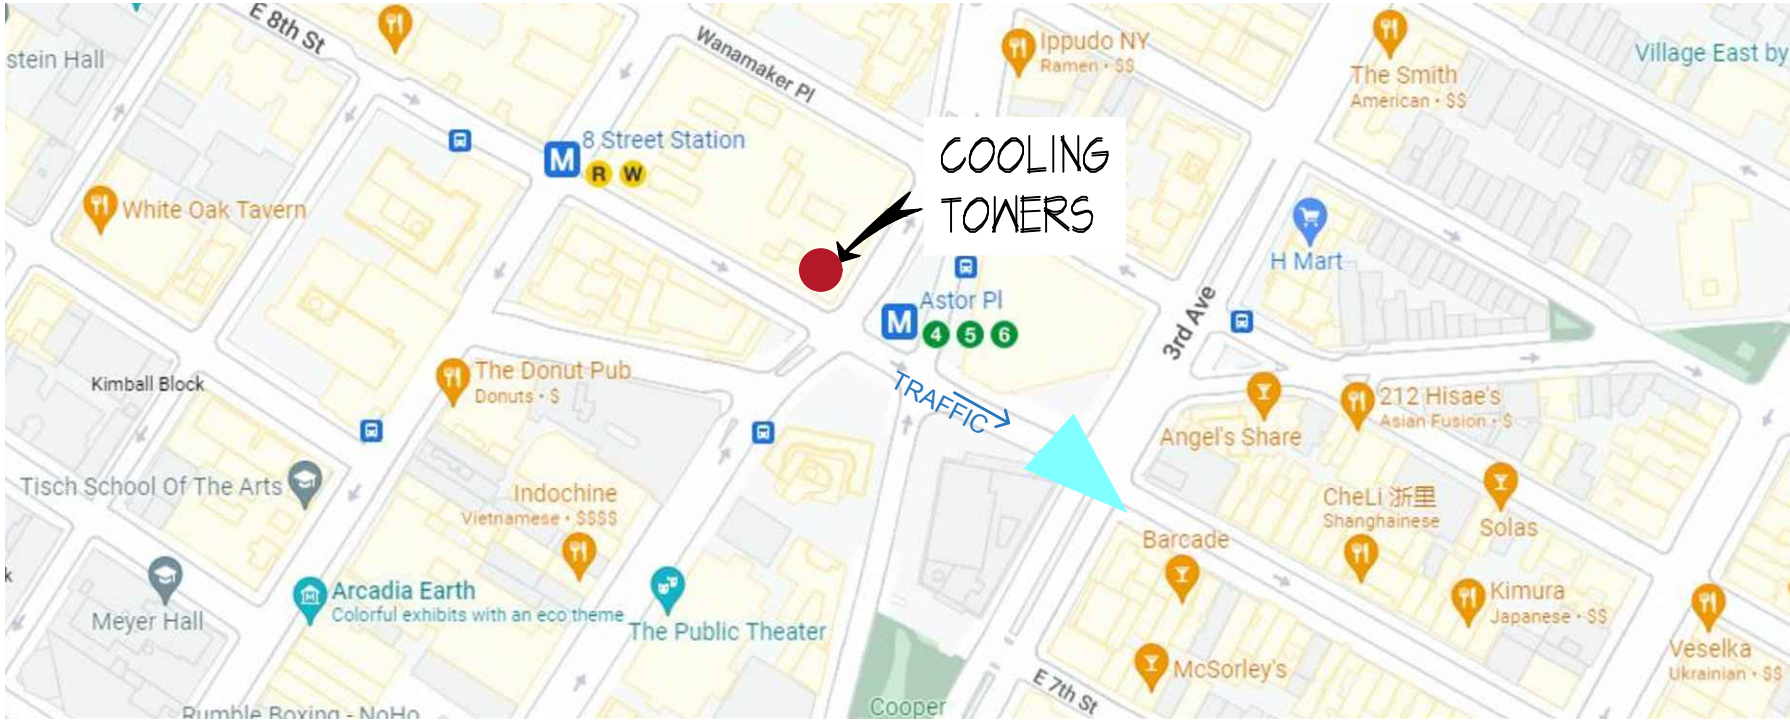 E 8th St
stein Hall
Wanamaker Pl
Ippudo NY
Ramen • $$
The Smith
American • $$
Village East by
8 Street Station
M
R W
COOLING
TOWERS
White Oak Tavern
H Mart
Astor Pl
M
4 5 6
3rd Ave
Kimball Block
The Donut Pub
Donuts • $
TRAFFIC
212 Hisae's
Asian Fusion • $
Angel's Share
Tisch School Of The Arts
Indochine
Vietnamese • $$$$
CheLi 浙里
Shanghainese
Solas
Barcade
k
Arcadia Earth
Colorful exhibits with an eco theme
Meyer Hall
The Public Theater
Kimura
Japanese • $$
McSorley's
Veselka
Ukrainian • $$
E 7th St
Cooper
Rumble Boxing - NoHo